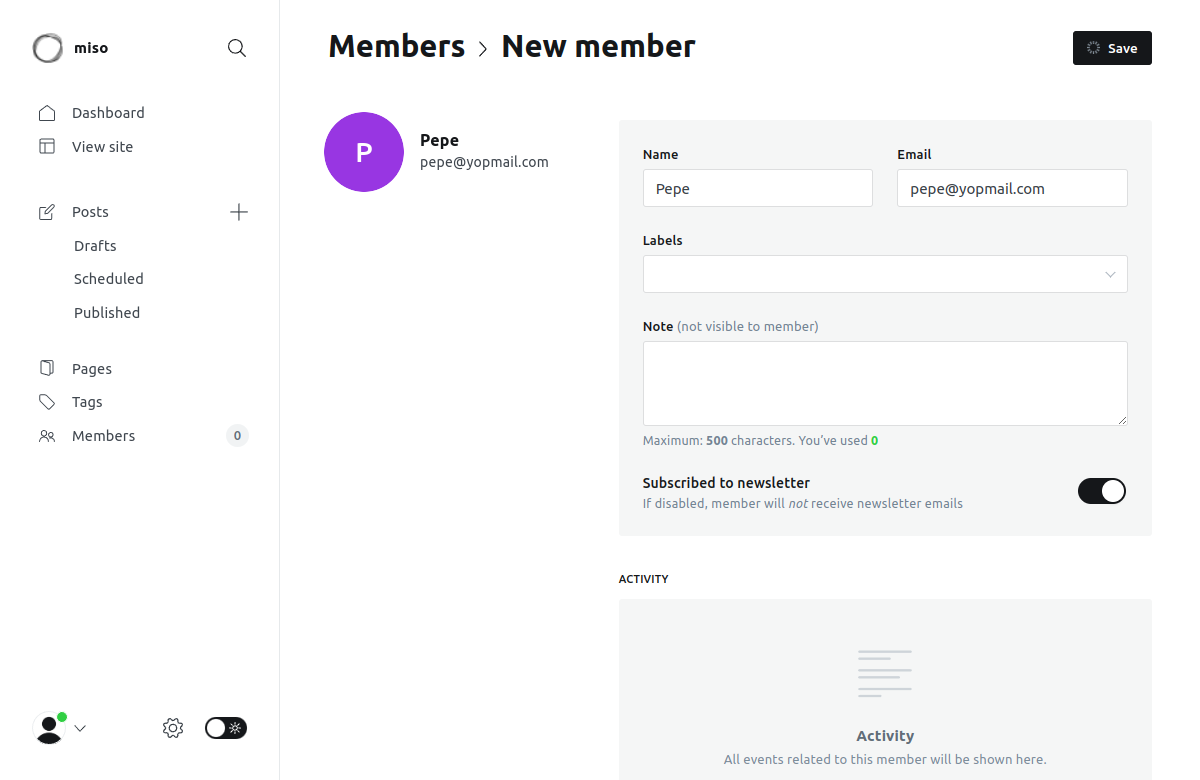 miso
Members
New member
Save
Dashboard
View site
Posts
Drafts
Scheduled
Published
Pages
Tags
Members
0
P
Pepe
pepe@yopmail.com
Name
Email
Pepe
pepe@yopmail.com
Labels
Note (not visible to member)
Maximum: 500 characters. You’ve used 0
Subscribed to newsletter
If disabled, member will not receive newsletter emails
ACTIVITY
Activity
All events related to this member will be shown here.